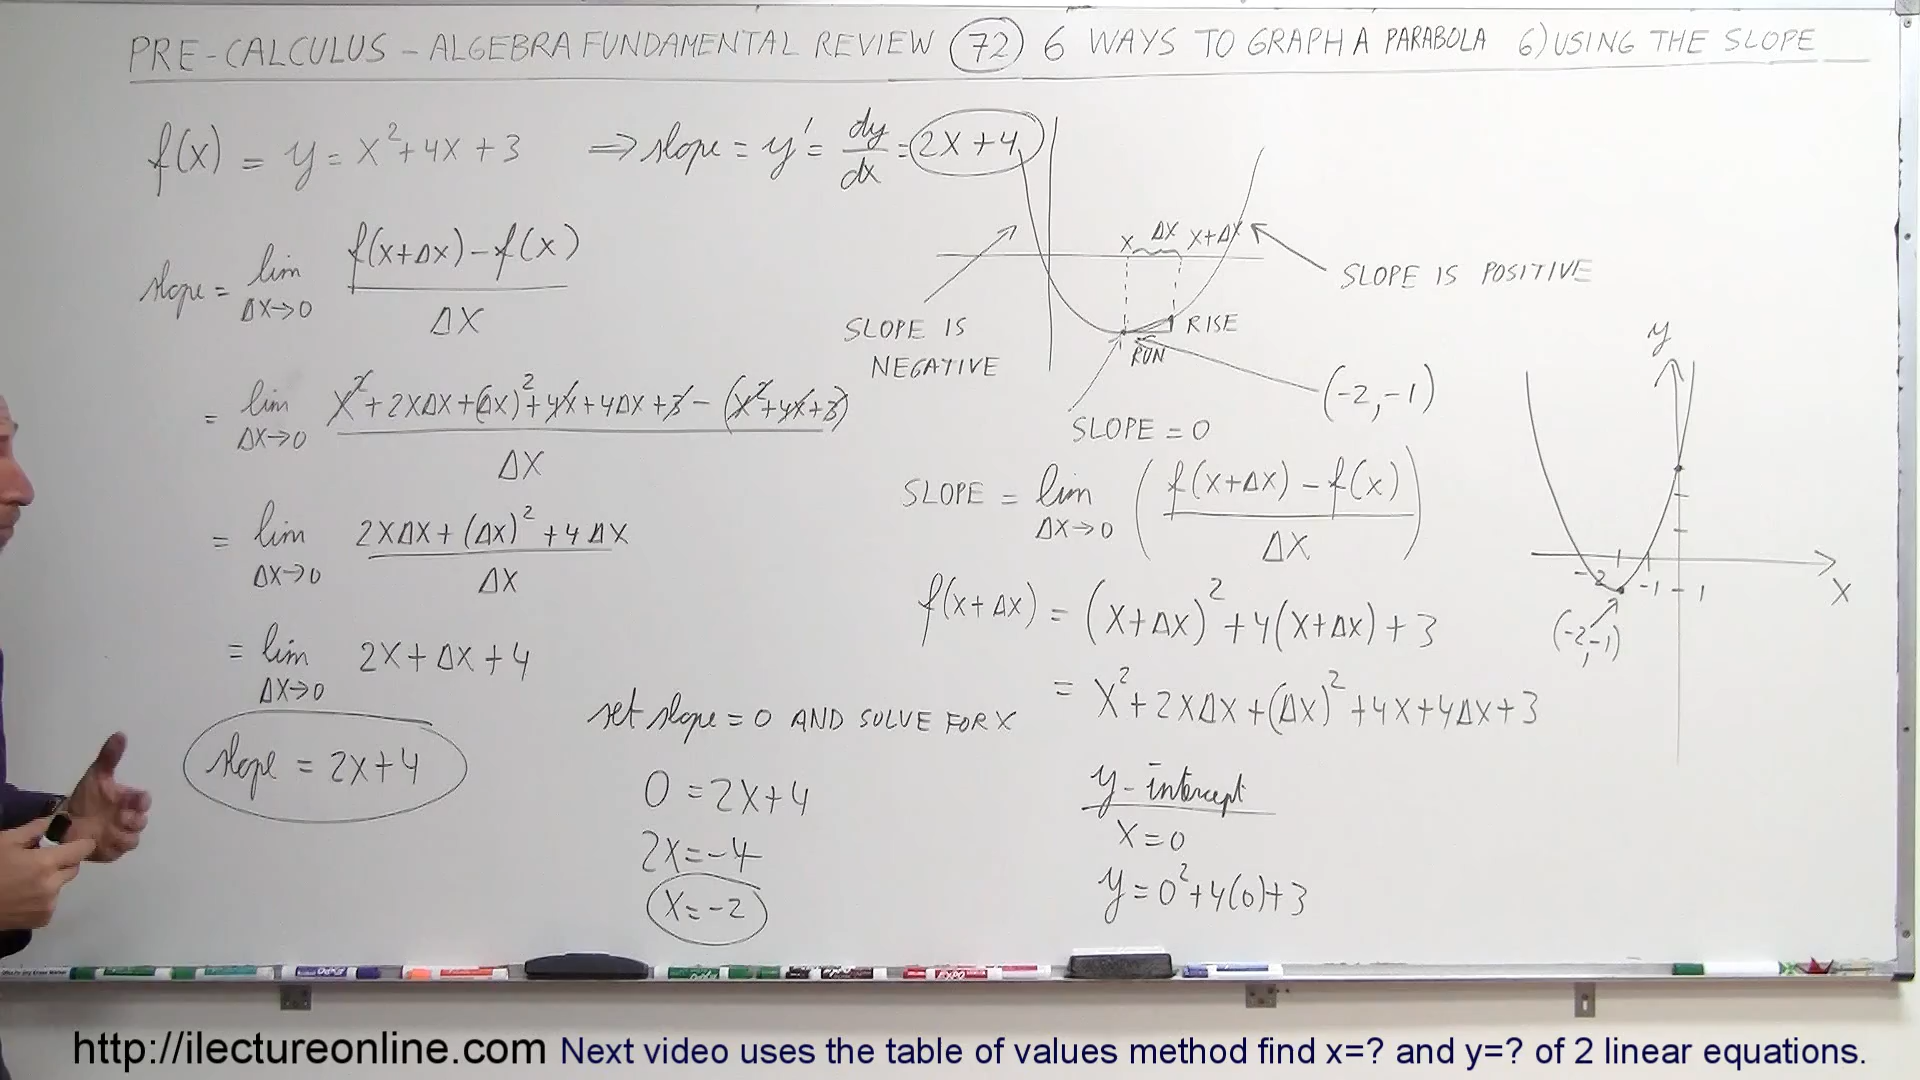 PRE-CALCULUS - ALGEBRA FUNDAMENTAL REVIEW (72) 6 WAYS TO GRAPH A PARABOLA 6) USING THE SLOPE
f(x) = y = x² + 4x + 3 ⇒ slope = y' = dy/dx = 2x + 4
slope = lim Δx→0 (f(x+Δx) - f(x)) / Δx
= lim Δx→0 (x² + 2xΔx + (Δx)² + 4x + 4Δx + 3 - (x² + 4x + 3)) / Δx
= lim Δx→0 (2xΔx + (Δx)² + 4Δx) / Δx
= lim Δx→0 2x + Δx + 4
slope = 2x + 4
x Δx x+Δx
SLOPE IS POSITIVE
SLOPE IS
NEGATIVE
RISE
RUN
(-2, -1)
SLOPE = 0
SLOPE = lim Δx→0 ( (f(x+Δx) - f(x)) / Δx )
f(x+Δx) = (x+Δx)² + 4(x+Δx) + 3
= x² + 2xΔx + (Δx)² + 4x + 4Δx + 3
set slope = 0 AND SOLVE FOR x
0 = 2x + 4
2x = -4
x = -2
y-intercept
x = 0
y = 0² + 4(0) + 3
y
x
-2 -1 -1
(-2, -1)
EXPO
http://ilectureonline.com Next video uses the table of values method find x=? and y=? of 2 linear equations.